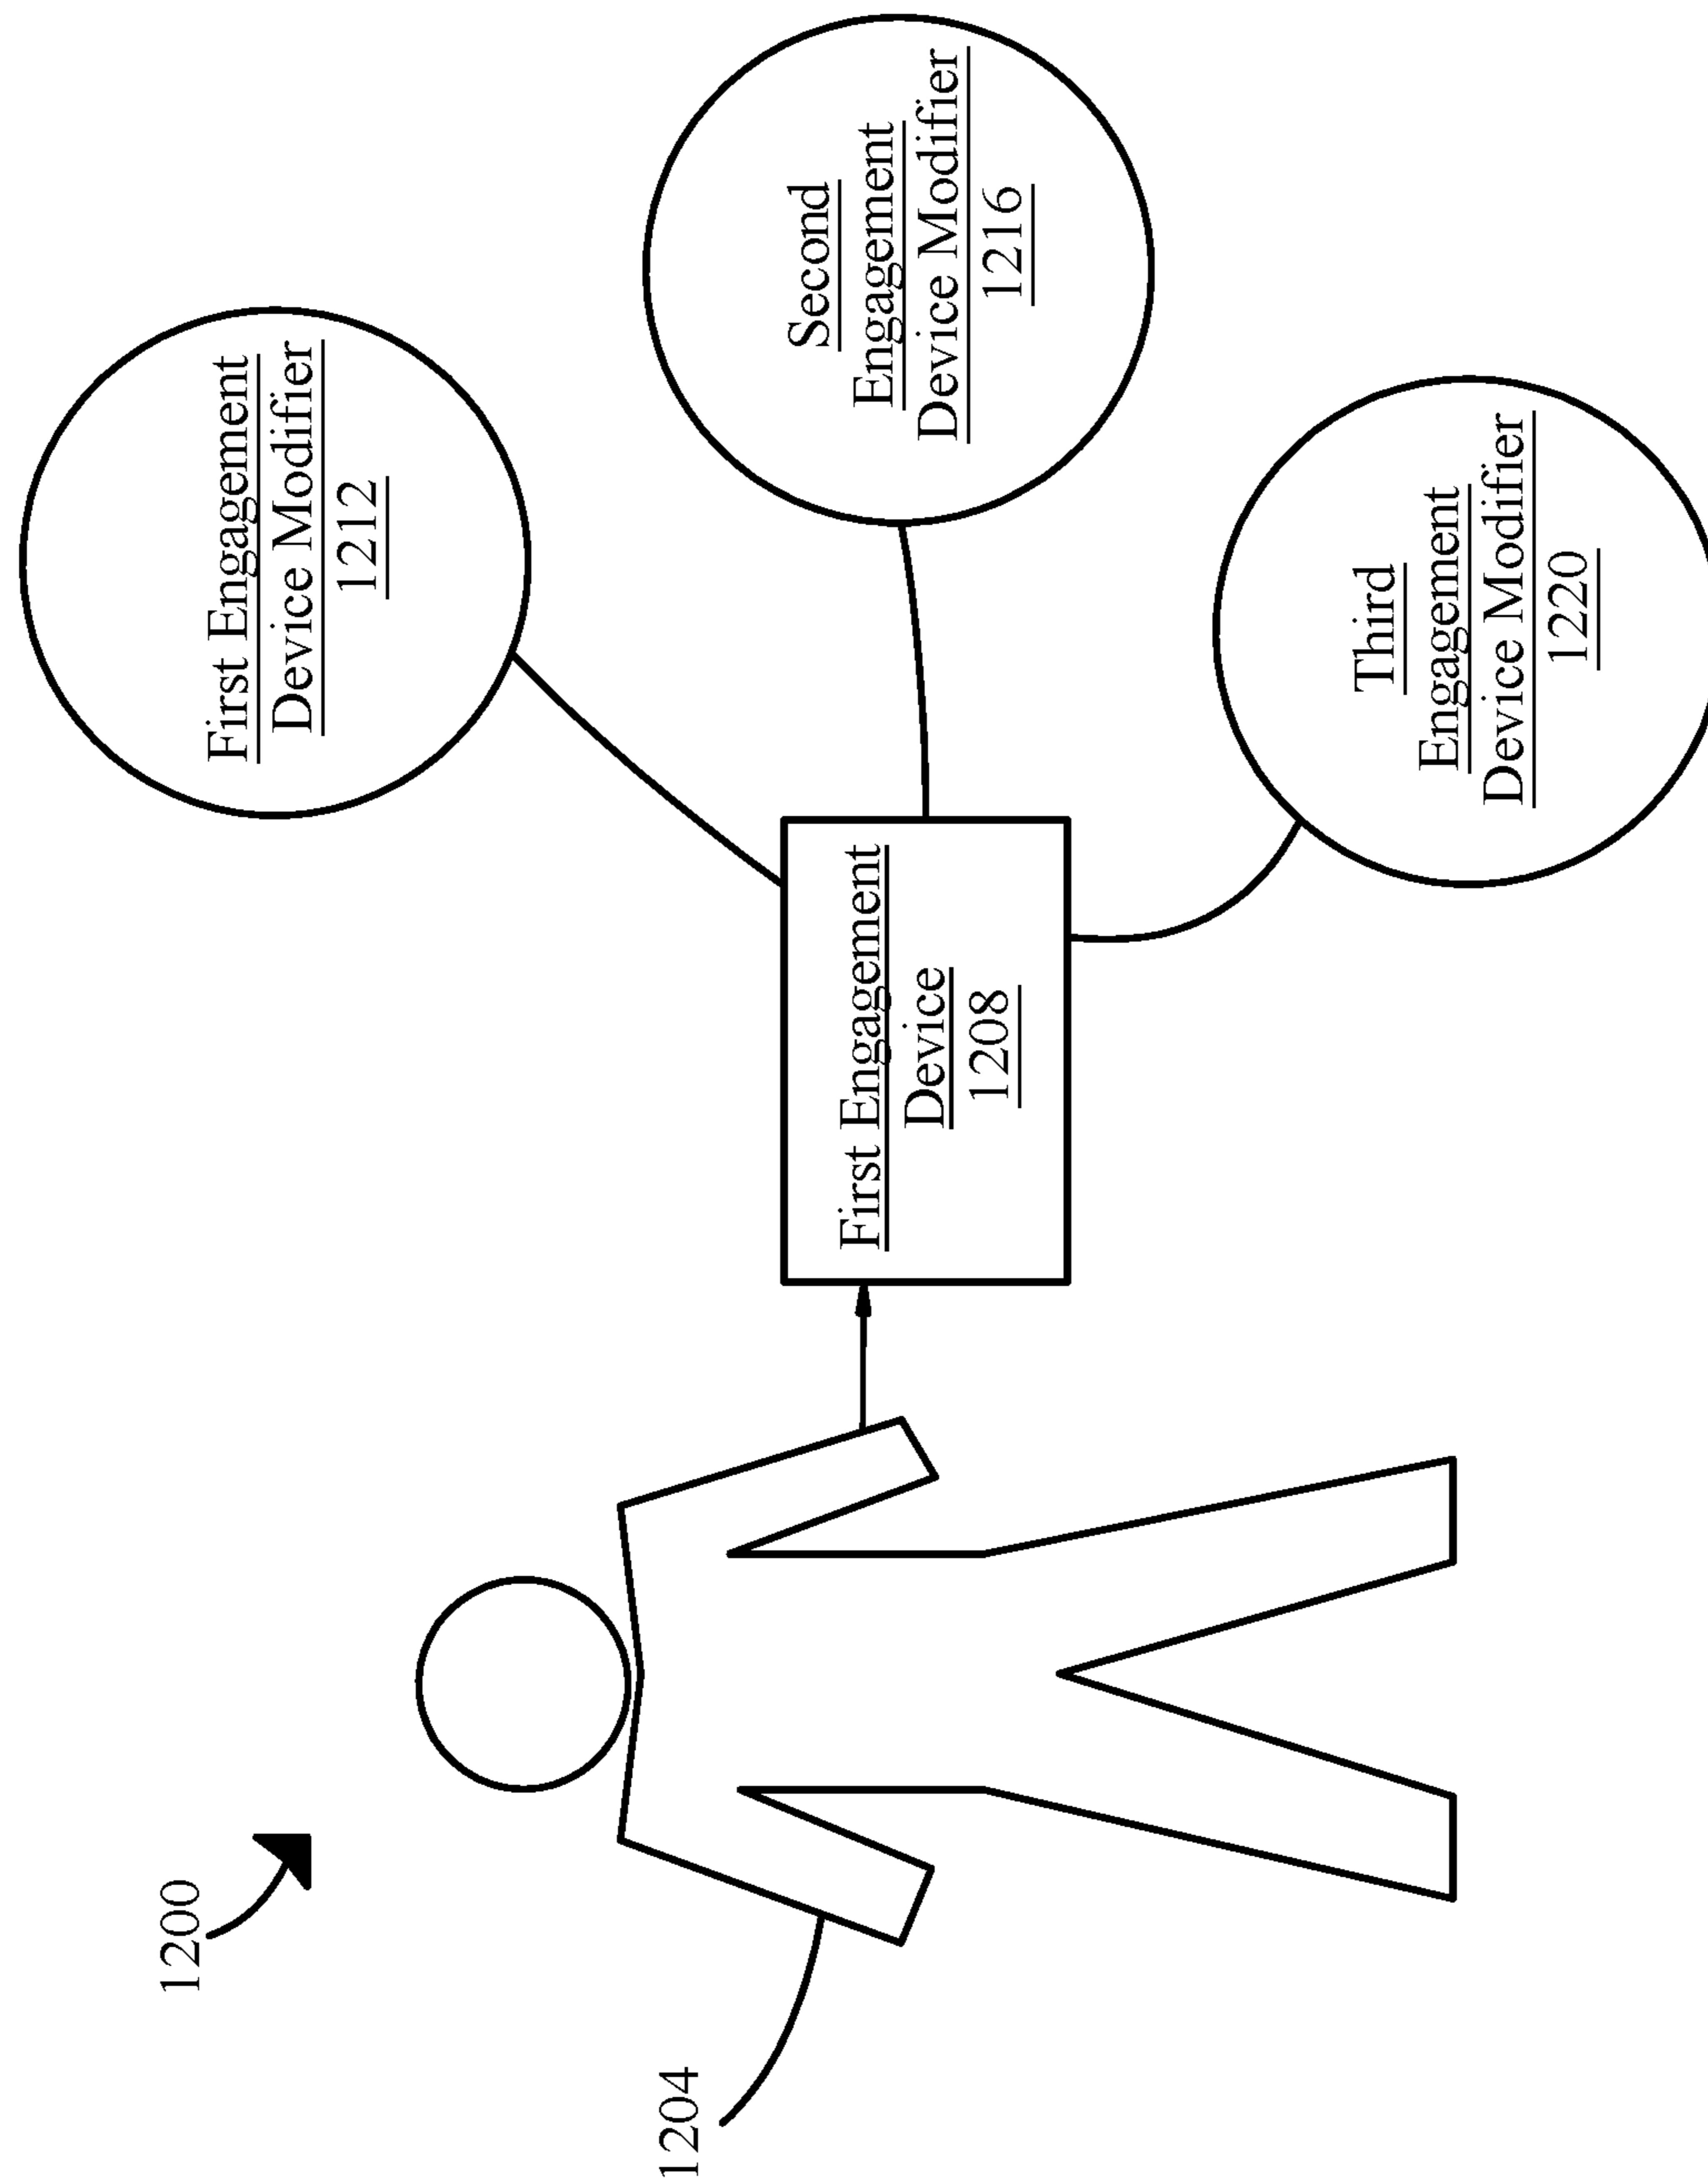 1200
1204
First Engagement
Device
1208
First Engagement
Device Modifier
1212
Second
Engagement
Device Modifier
1216
Third
Engagement
Device Modifier
1220